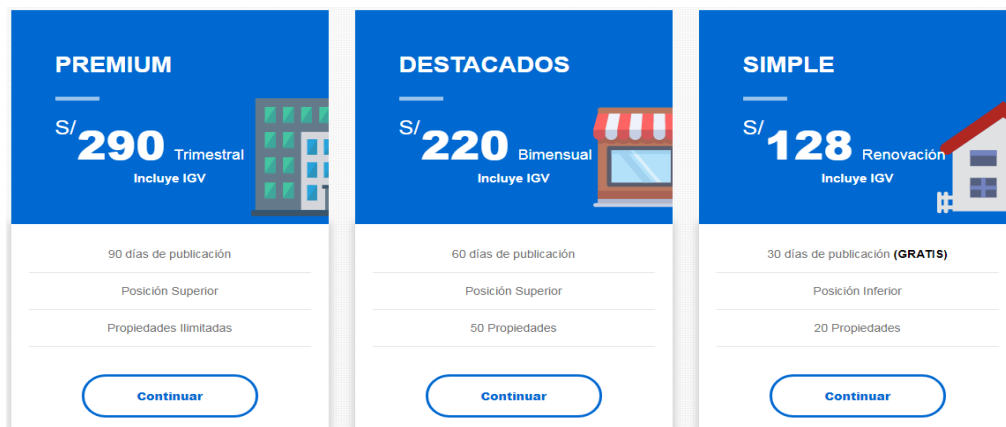 PREMIUM
S/290 Trimestral
Incluye IGV
90 días de publicación
Posición Superior
Propiedades Ilimitadas
Continuar
DESTACADOS
S/220 Bimensual
Incluye IGV
60 días de publicación
Posición Superior
50 Propiedades
Continuar
SIMPLE
S/128 Renovación
Incluye IGV
30 días de publicación (GRATIS)
Posición Inferior
20 Propiedades
Continuar